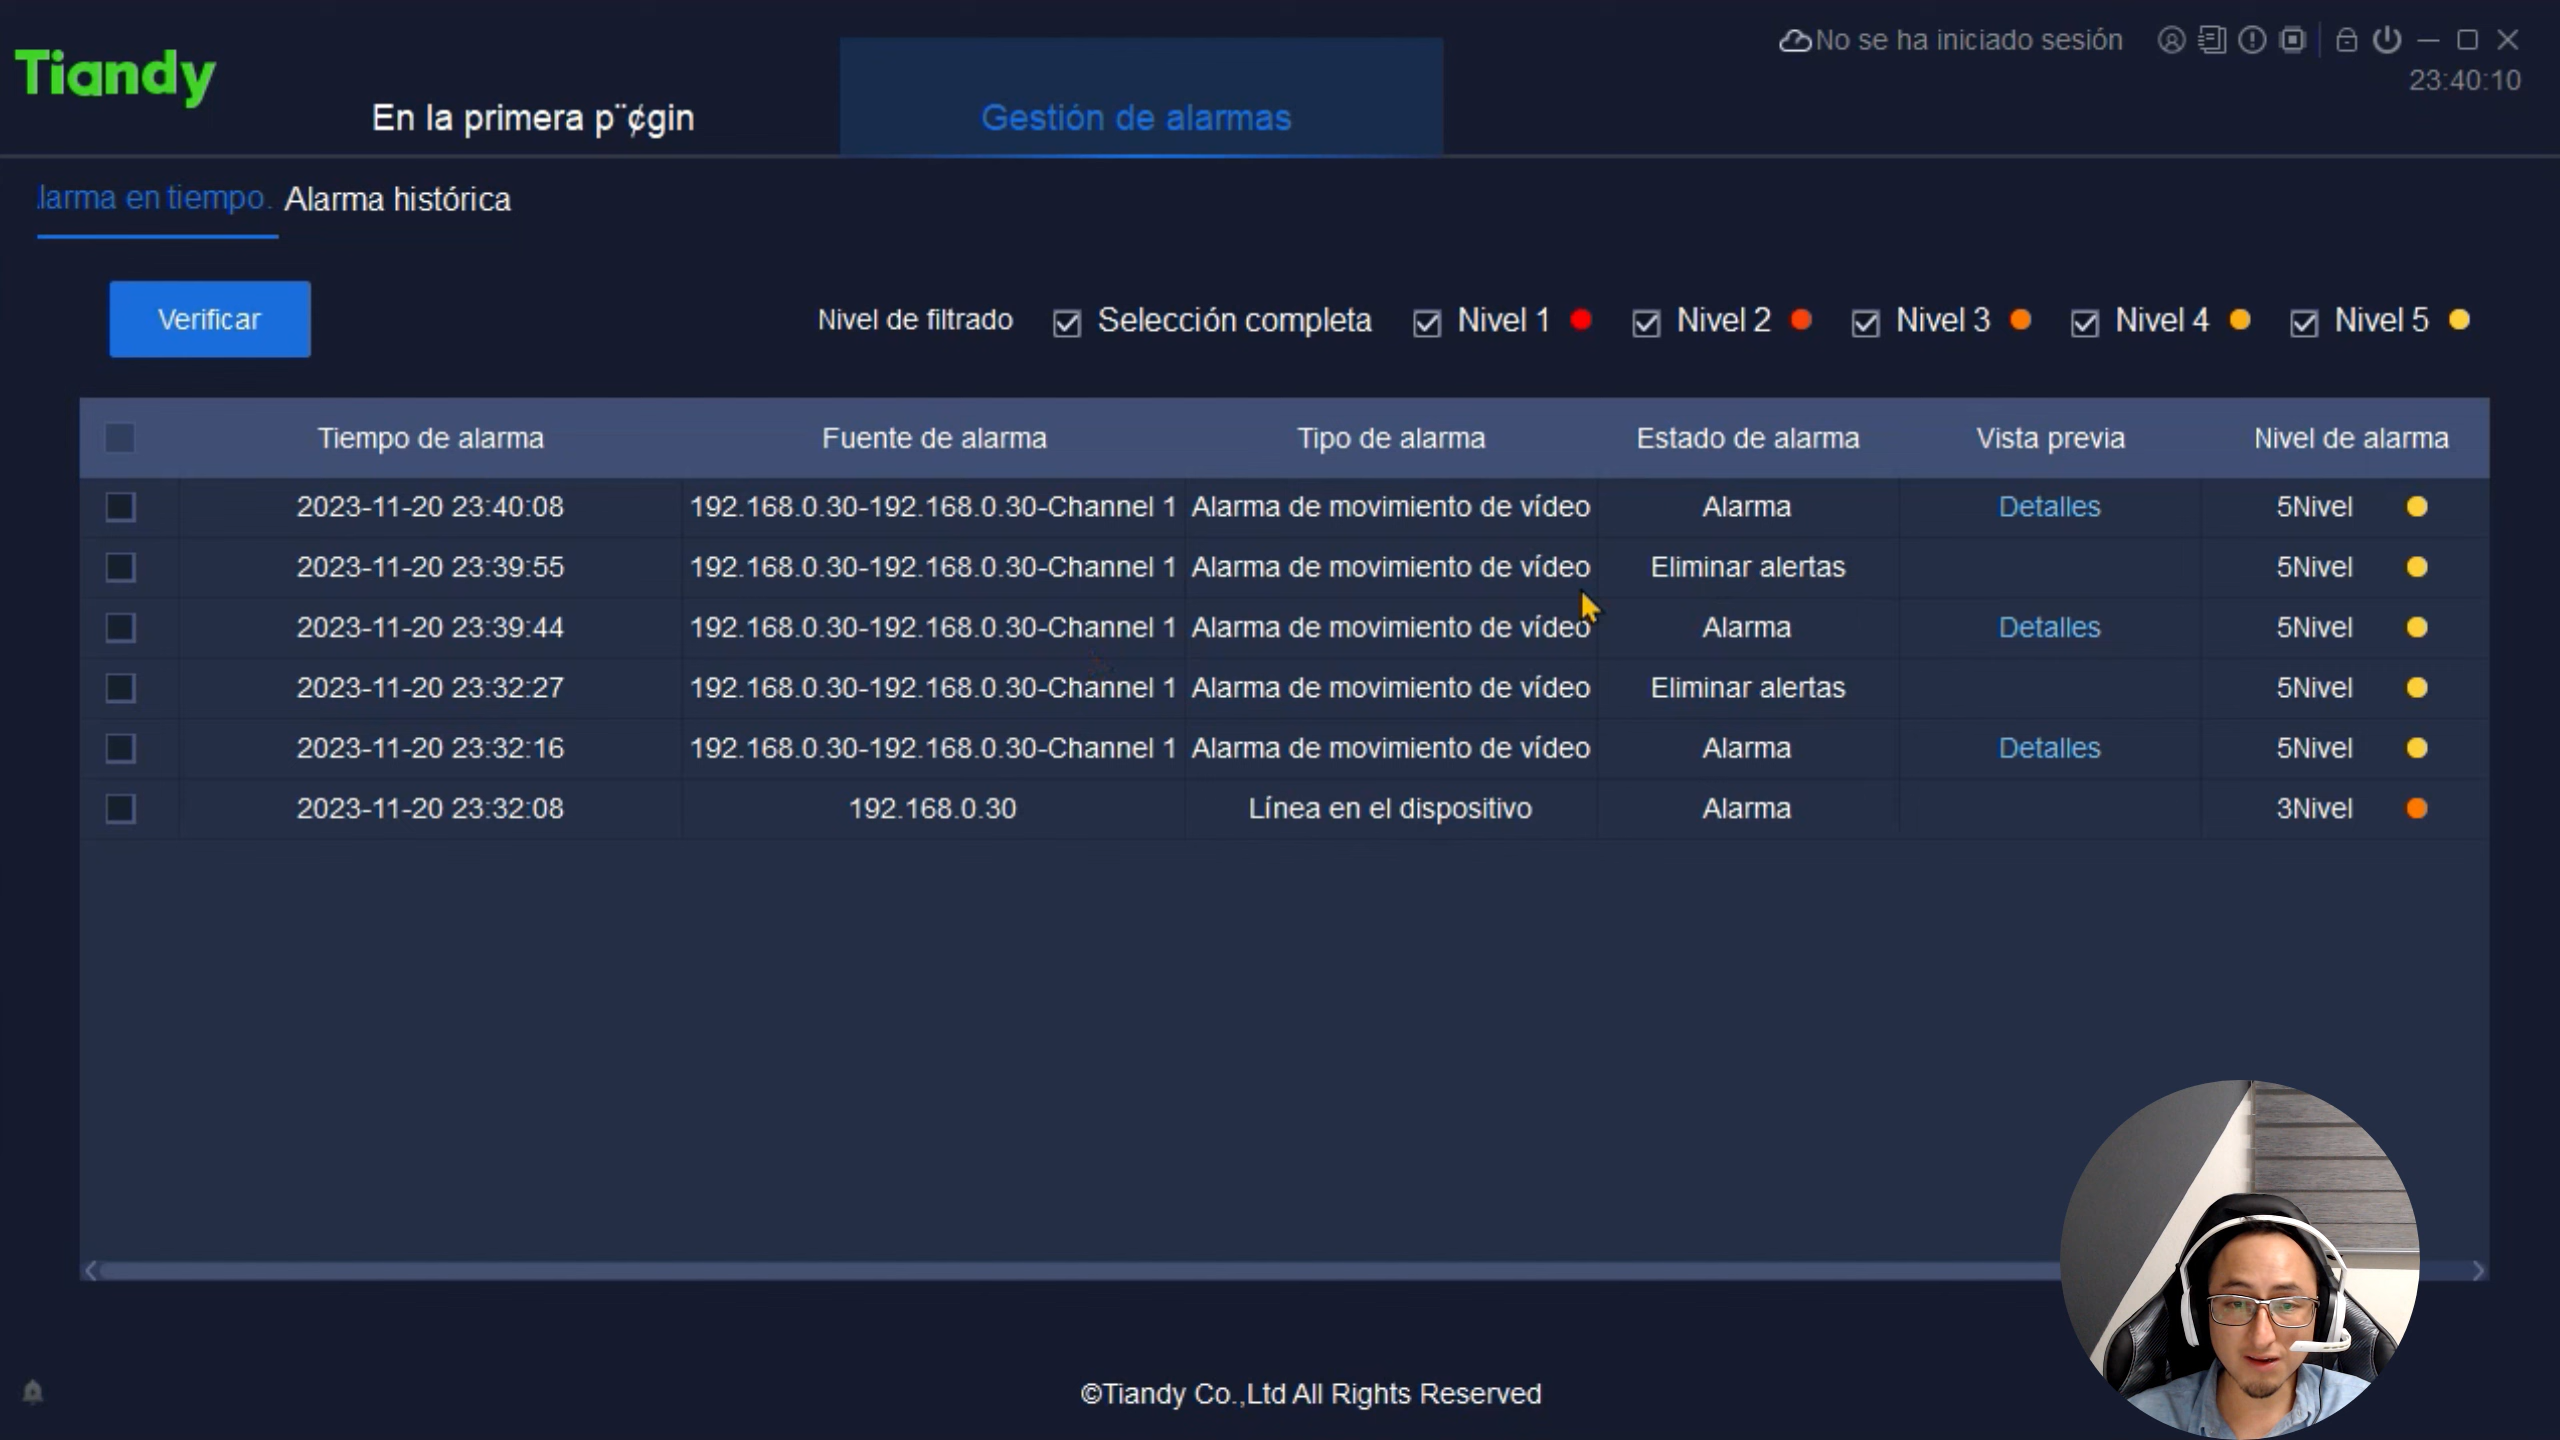 Tiandy
No se ha iniciado sesión
23:40:10
En la primera p¨¢gin
Gestión de alarmas
larma en tiempo.
Alarma histórica
Verificar
Nivel de filtrado
Selección completa
Nivel 1
Nivel 2
Nivel 3
Nivel 4
Nivel 5
Tiempo de alarma Fuente de alarma Tipo de alarma Estado de alarma Vista previa Nivel de alarma
2023-11-20 23:40:08 192.168.0.30-192.168.0.30-Channel 1 Alarma de movimiento de vídeo Alarma Detalles 5Nivel
2023-11-20 23:39:55 192.168.0.30-192.168.0.30-Channel 1 Alarma de movimiento de vídeo Eliminar alertas 5Nivel
2023-11-20 23:39:44 192.168.0.30-192.168.0.30-Channel 1 Alarma de movimiento de vídeo Alarma Detalles 5Nivel
2023-11-20 23:32:27 192.168.0.30-192.168.0.30-Channel 1 Alarma de movimiento de vídeo Eliminar alertas 5Nivel
2023-11-20 23:32:16 192.168.0.30-192.168.0.30-Channel 1 Alarma de movimiento de vídeo Alarma Detalles 5Nivel
2023-11-20 23:32:08 192.168.0.30 Línea en el dispositivo Alarma 3Nivel
©Tiandy Co.,Ltd All Rights Reserved